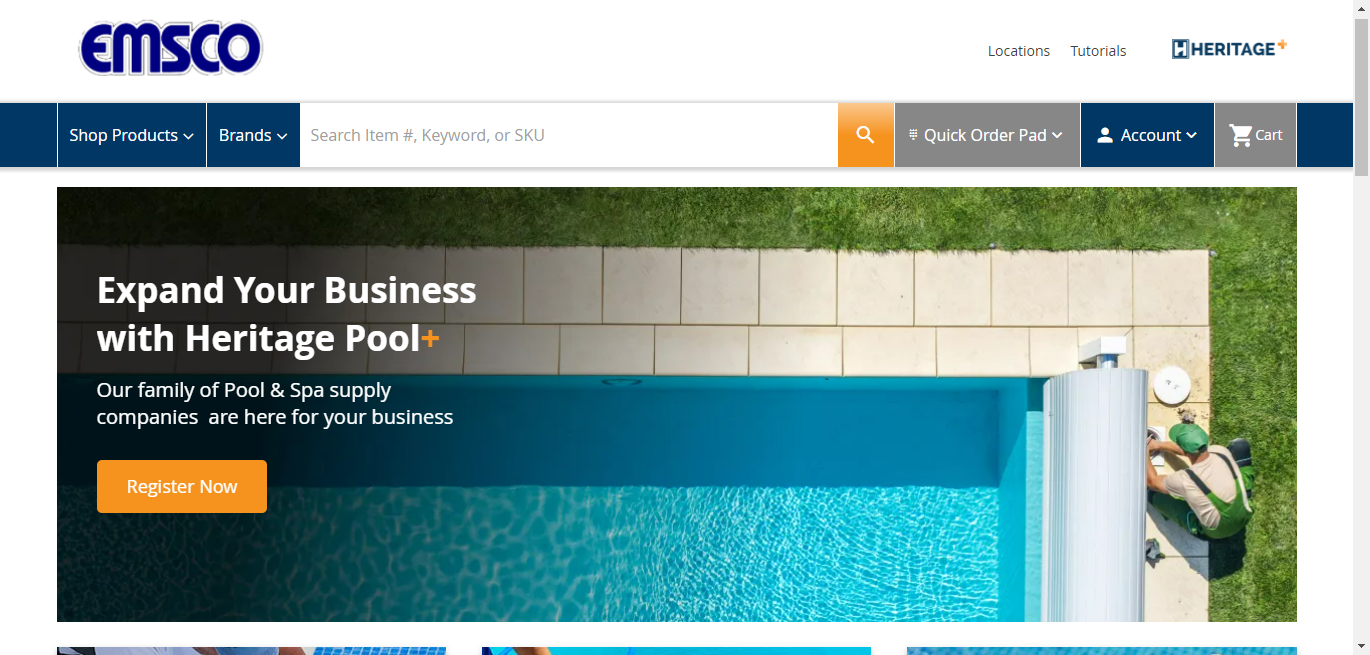 EMSCO
Locations
Tutorials
HERITAGE+
Shop Products
Brands
Search Item #, Keyword, or SKU
Quick Order Pad
Account
Cart
Expand Your Business
with Heritage Pool+
Our family of Pool & Spa supply
companies are here for your business
Register Now